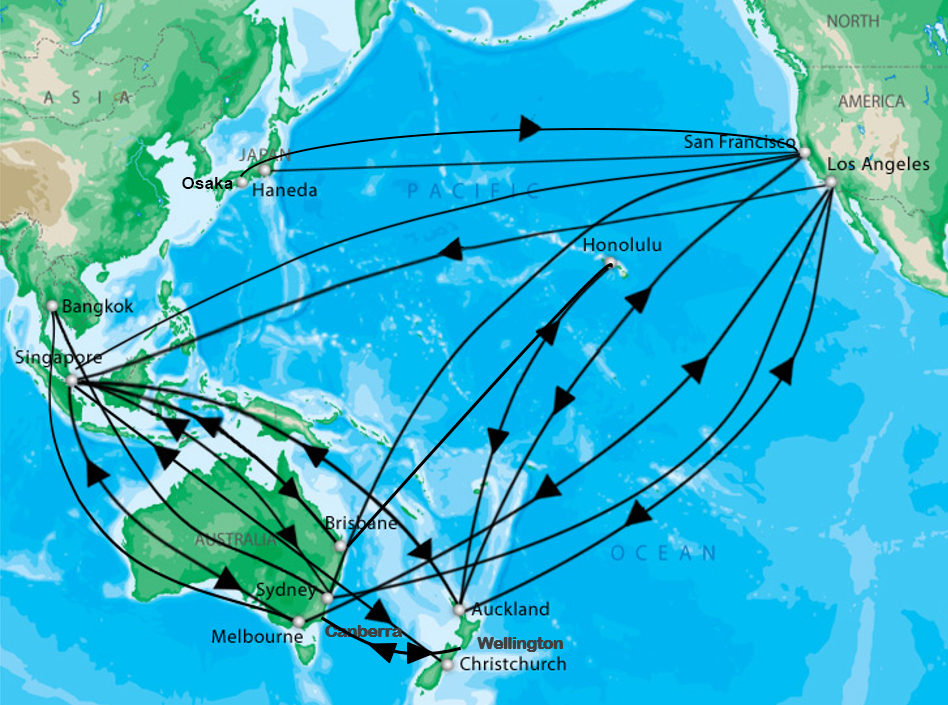 NORTH
A S I A
AMERICA
San Francisco
JAPAN
Los Angeles
Osaka
Haneda
PACIFIC
Honolulu
Bangkok
Singapore
Brisbane
AUSTRALIA
OCEAN
Sydney
Auckland
Melbourne
Canberra
Wellington
Christchurch